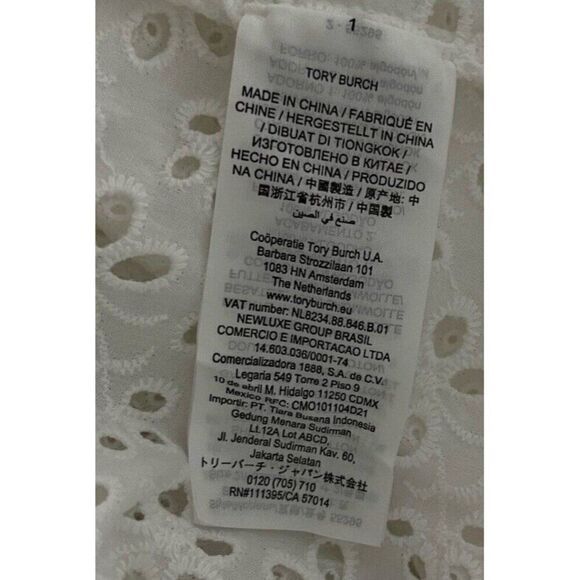 1
TORY BURCH
MADE IN CHINA / FABRIQUÉ EN
CHINE / HERGESTELLT IN CHINA
/ DIBUAT DI TIONGKOK /
ИЗГОТОВЛЕНО В КИТАЕ /
HECHO EN CHINA / PRODUZIDO
NA CHINA / 中國製造 / 原产地: 中
国浙江省杭州市 / 中国製
صنع في الصين
Coöperatie Tory Burch U.A.
Barbara Strozzilaan 101
1083 HN Amsterdam
The Netherlands
www.toryburch.eu
VAT number: NL8234.88.846.B.01
NEWLUXE GROUP BRASIL
COMERCIO E IMPORTACAO LTDA
14.603.036/0001-74
Comercializadora 1888, S.A. de C.V.
Legaria 549 Torre 2 Piso 9
10 de abril M. Hidalgo 11250 CDMX
Mexico RFC: CMO101104D21
Importir: PT. Tiara Busana Indonesia
Gedung Menara Sudirman
Lt.12A Lot ABCD,
Jl. Jenderal Sudirman Kav. 60,
Jakarta Selatan
トリーバーチ・ジャパン株式会社
0120 (705) 710
RN#111395/CA 57014